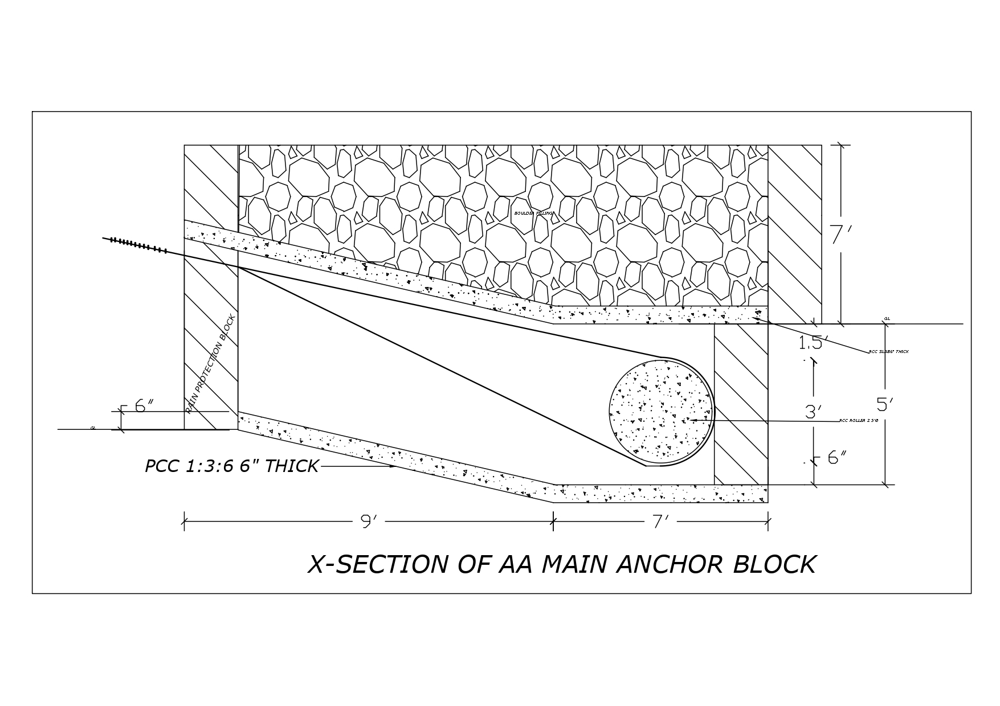 BOULDER FILLING
7'
GL
1.5'
RCC SLAB6" THICK
RAIN PROTECTION BLOCK
6"
3'
5'
RCC ROLLER 2.5'Ø
GL
6"
PCC 1:3:6 6" THICK
9'
7'
X-SECTION OF AA MAIN ANCHOR BLOCK